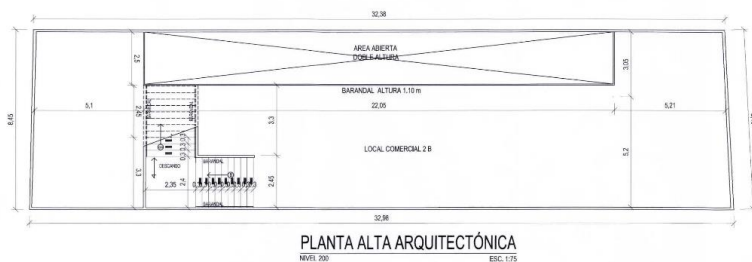 32,38
AREA ABIERTA
DOBLE ALTURA
2,5
3,05
BARANDAL ALTURA 1,10 m
5,1
22,05
5,21
8,45
2,45
3,3
LOCAL COMERCIAL 2 B
5,2
DESCANSO
BARANDAL
3,3
2,35
2,4
2,45
BARANDAL
32,98
PLANTA ALTA ARQUITECTÓNICA
NIVEL 200
ESC. 1:75